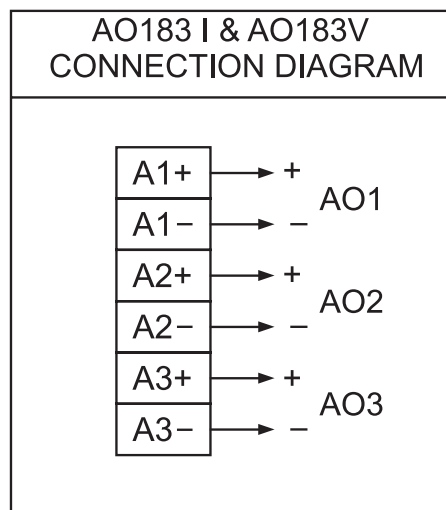 AO183 I & AO183V
CONNECTION DIAGRAM
A1+ +
AO1
A1− −
A2+ +
AO2
A2− −
A3+ +
AO3
A3− −